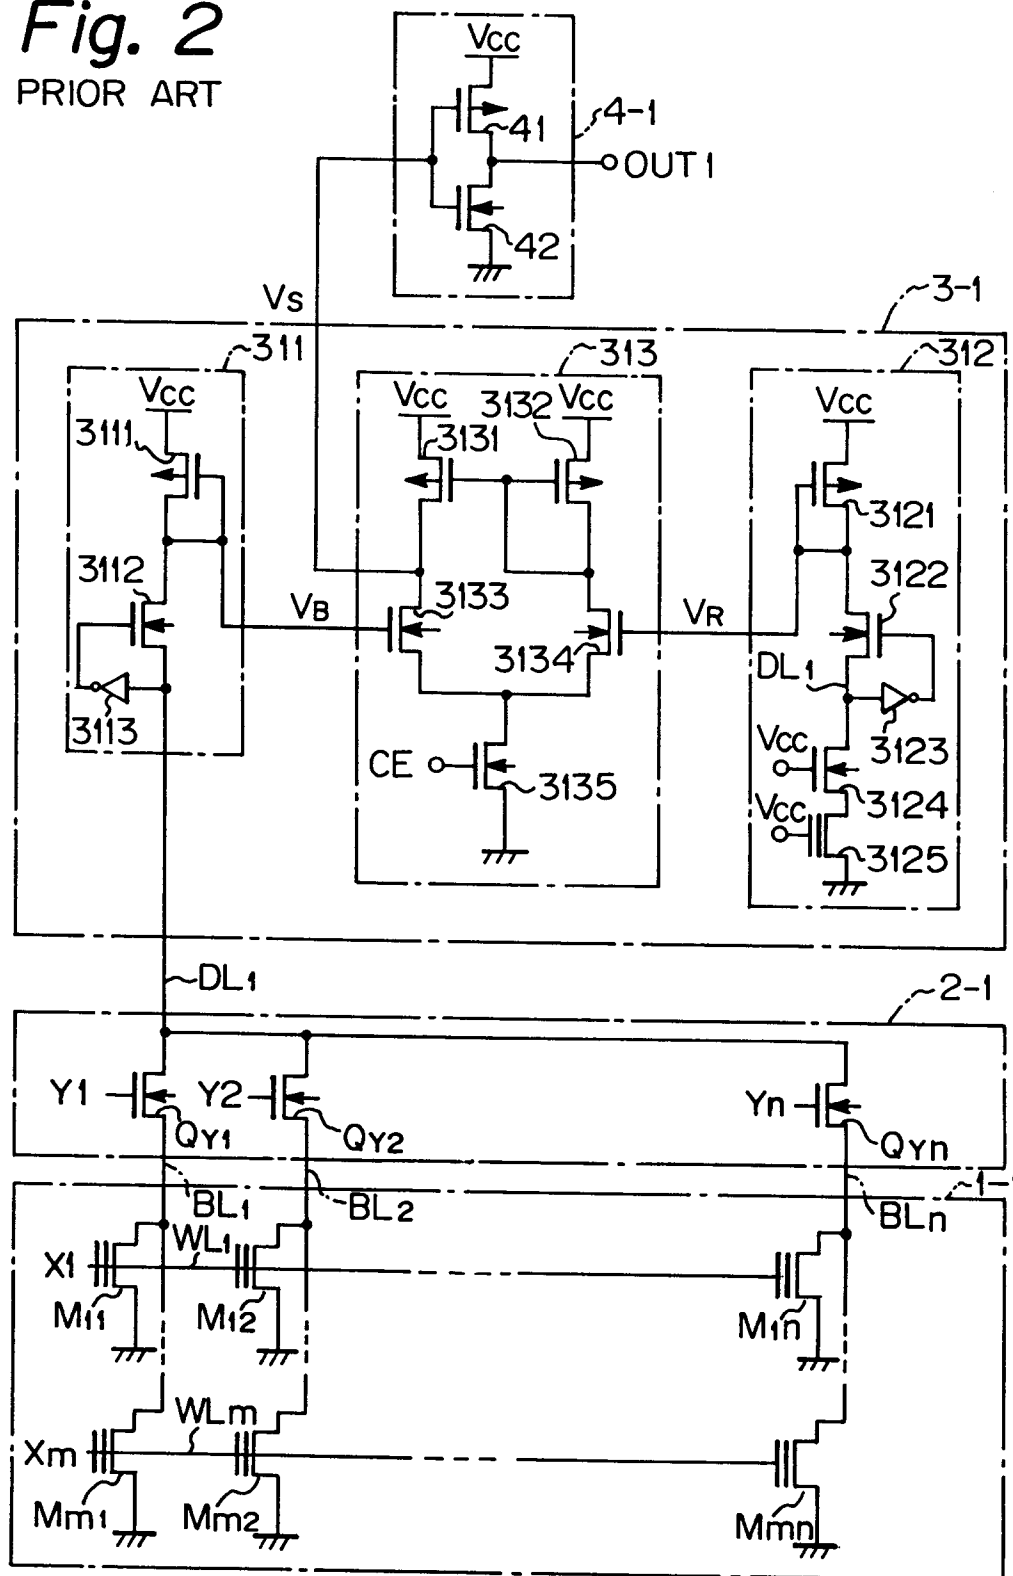 Fig. 2
PRIOR ART
VCC
41
4-1
OUT1
42
VS
3-1
311
313
312
VCC
VCC
3132
VCC
VCC
3111
3131
3121
3112
3133
3122
VB
VR
3134
DL1
3113
3123
CE
3135
VCC
3124
VCC
3125
DL1
2-1
Y1
Y2
Yn
QY1
QY2
QYn
1-
BL1
BL2
BLn
X1
WL1
M11
M12
M1n
WLm
Xm
Mm1
Mm2
Mmn